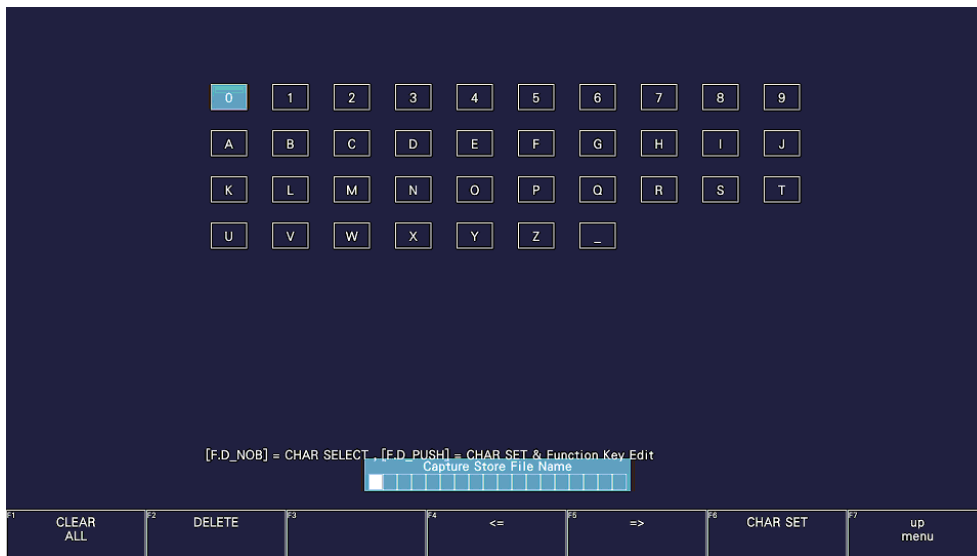 0 1 2 3 4 5 6 7 8 9
A B C D E F G H I J
K L M N O P Q R S T
U V W X Y Z _
[F.D_NOB] = CHAR SELECT , [F.D_PUSH] = CHAR SET & Function Key Edit
Capture Store File Name
F1 CLEAR ALL
F2 DELETE
F3
F4 <=
F5 =>
F6 CHAR SET
F7 up menu